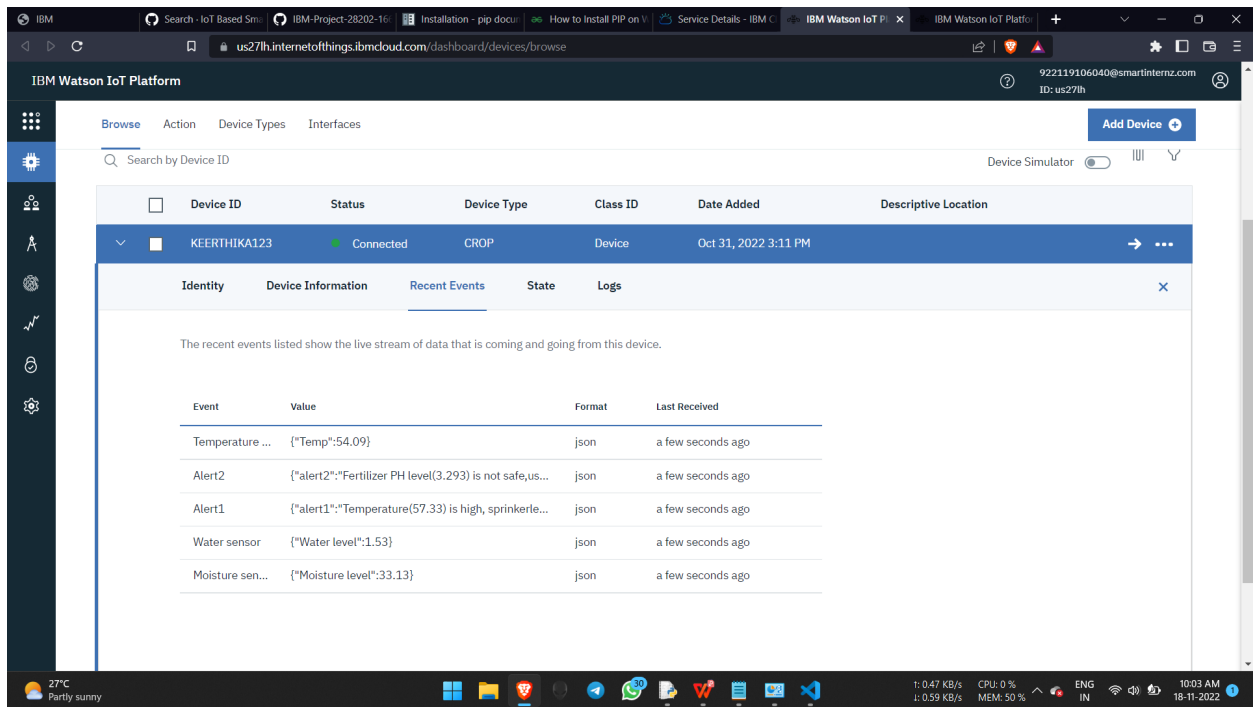 IBM
Search - IoT Based Sma
IBM-Project-28202-166
Installation - pip docum
How to Install PIP on W
Service Details - IBM C
IBM Watson IoT Pl
IBM Watson IoT Platfor
us27lh.internetofthings.ibmcloud.com/dashboard/devices/browse
IBM Watson IoT Platform
922119106040@smartinternz.com
ID: us27lh
Browse Action Device Types Interfaces
Add Device
Search by Device ID
Device Simulator
Device ID Status Device Type Class ID Date Added Descriptive Location
KEERTHIKA123 Connected CROP Device Oct 31, 2022 3:11 PM
Identity Device Information Recent Events State Logs
The recent events listed show the live stream of data that is coming and going from this device.
Event Value Format Last Received
Temperature ... {"Temp":54.09} json a few seconds ago
Alert2 {"alert2":"Fertilizer PH level(3.293) is not safe,us... json a few seconds ago
Alert1 {"alert1":"Temperature(57.33) is high, sprinkerle... json a few seconds ago
Water sensor {"Water level":1.53} json a few seconds ago
Moisture sen... {"Moisture level":33.13} json a few seconds ago
27°C
Partly sunny
30
↑: 0.47 KB/s
↓: 0.59 KB/s
CPU: 0 %
MEM: 50 %
ENG
IN
10:03 AM
18-11-2022
1